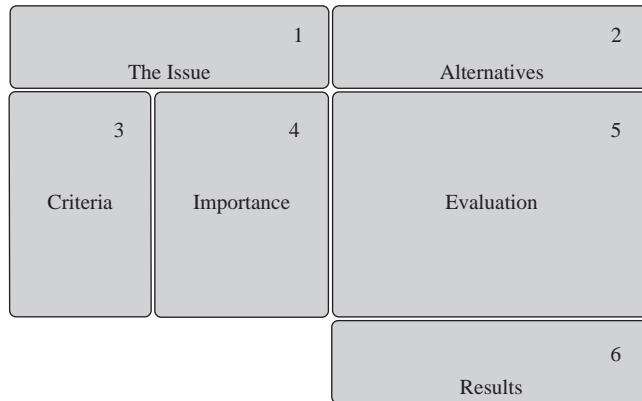 1
The Issue
2
Alternatives
3
Criteria
4
Importance
5
Evaluation
6
Results